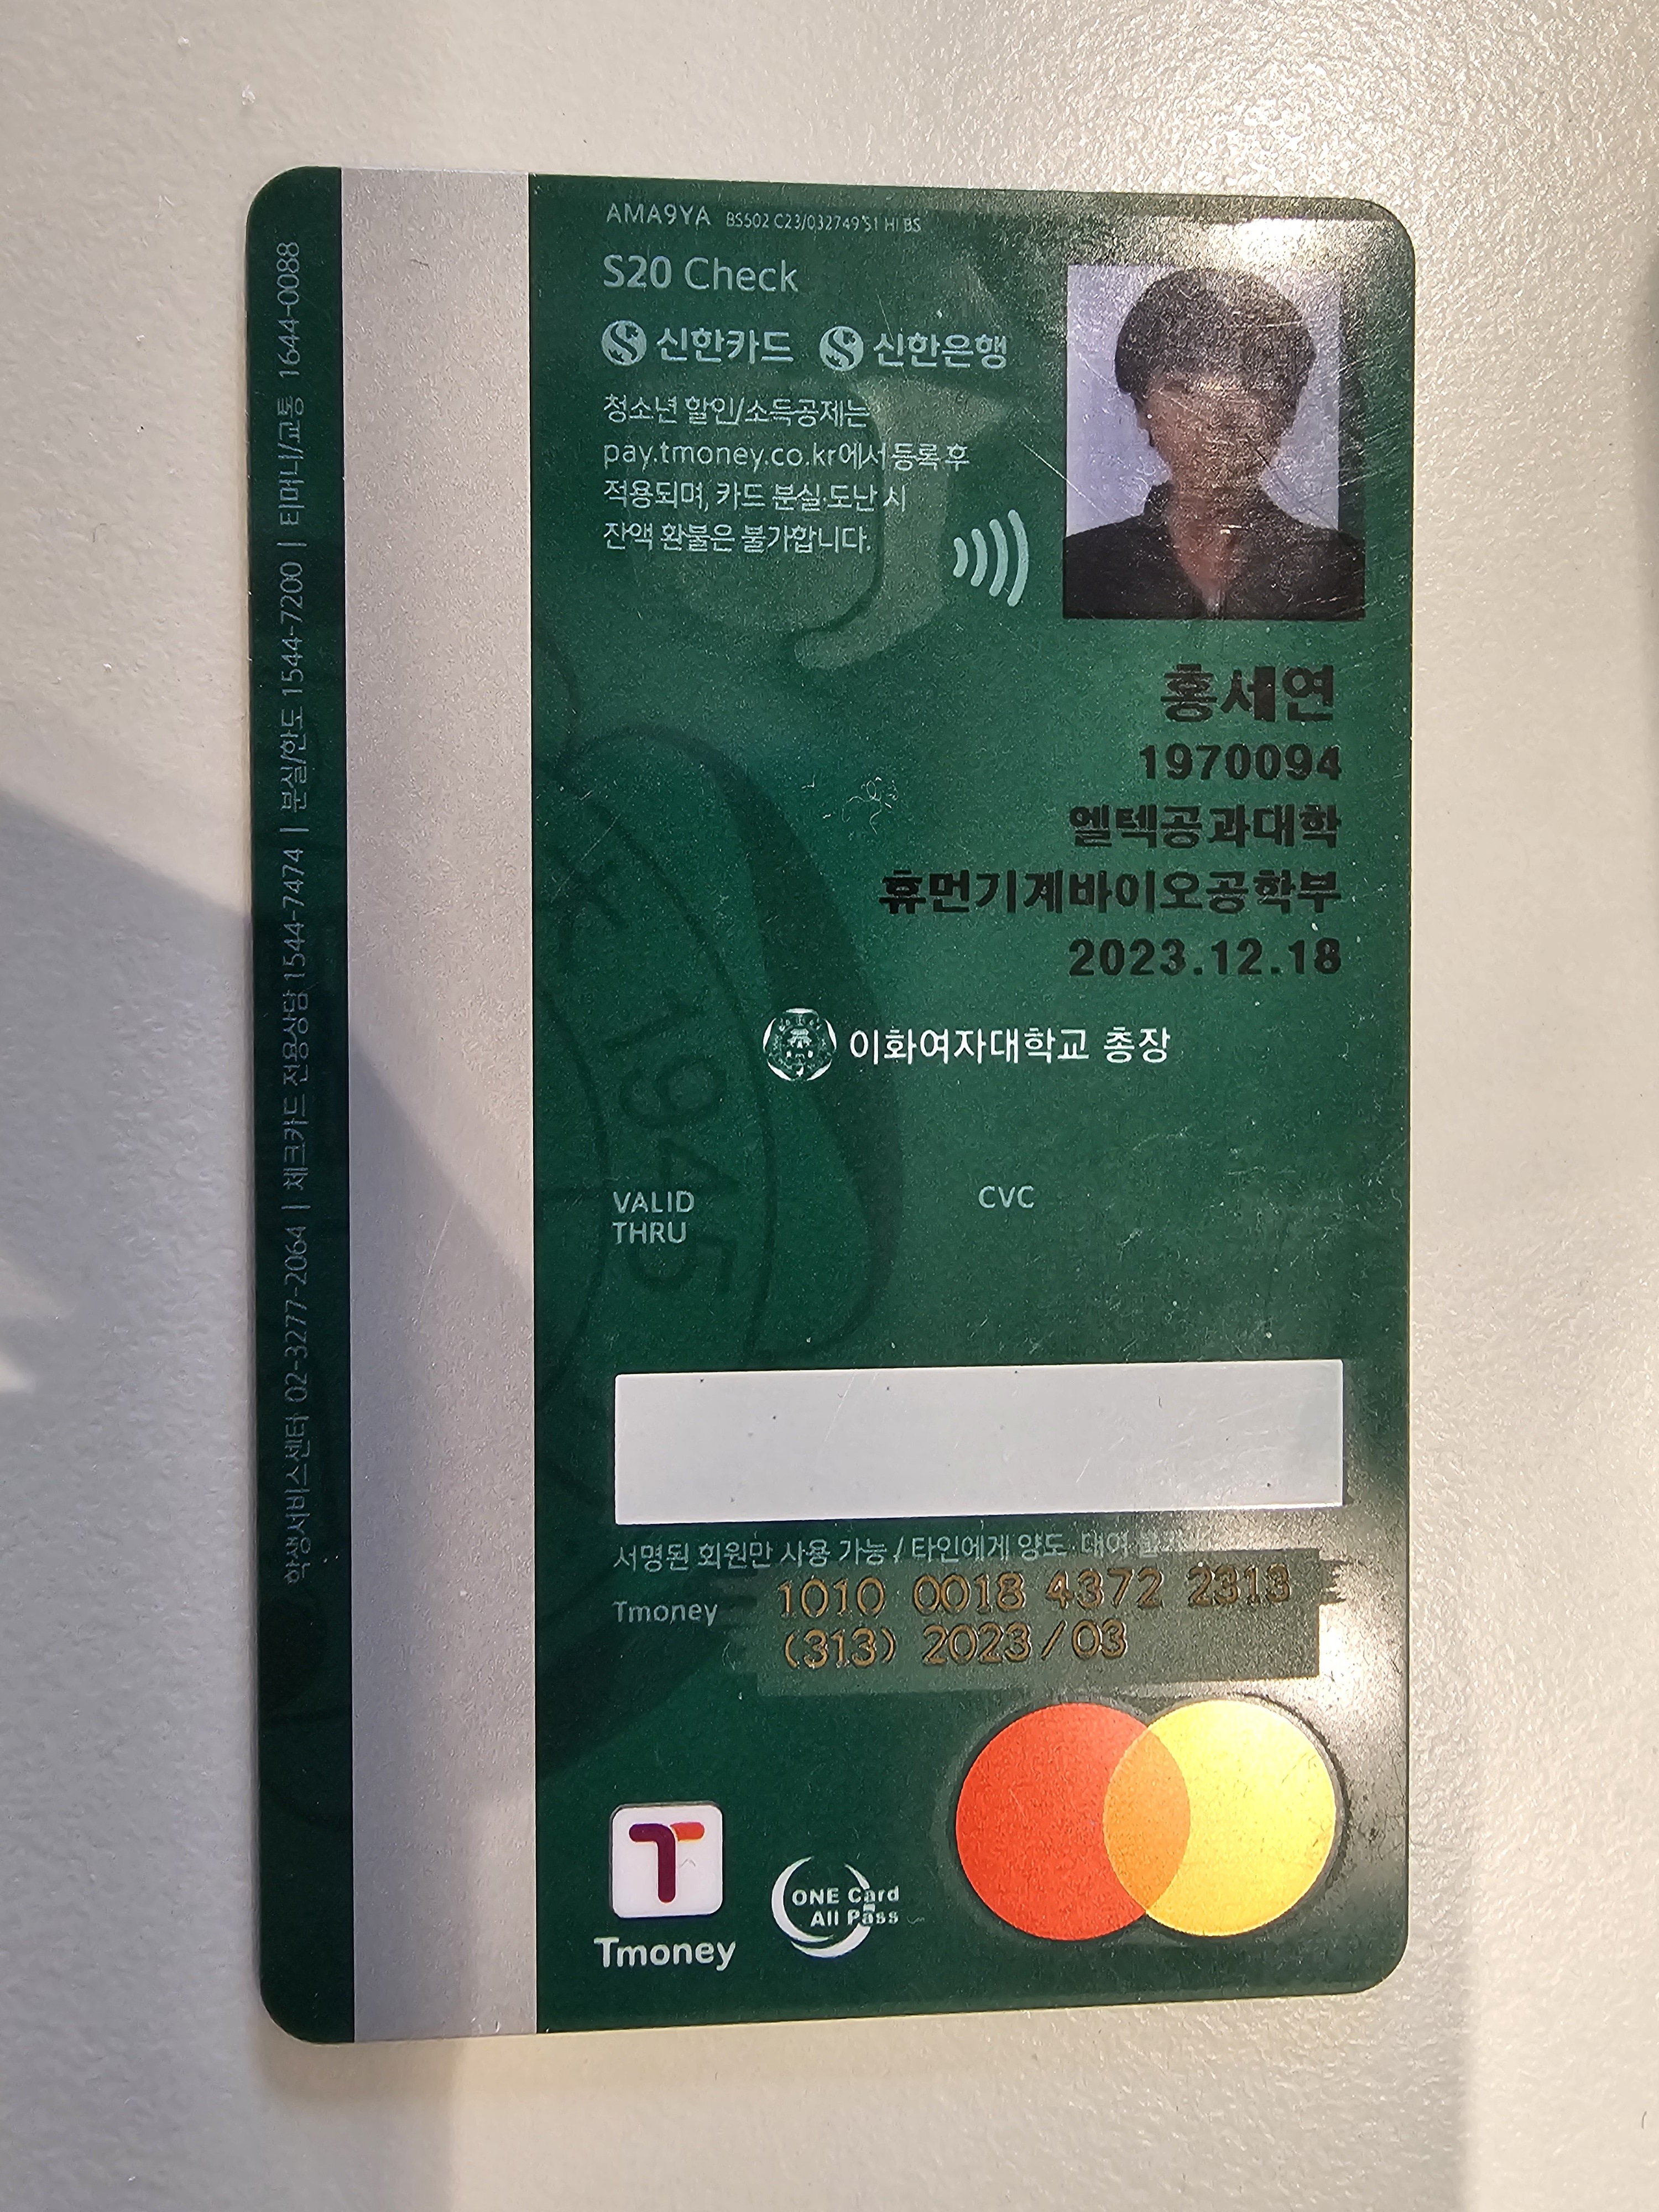 AMA9YA BS502 C23/032749'S1 HI BS
S20 Check
신한카드 신한은행
청소년 할인/소득공제는
pay.tmoney.co.kr에서 등록 후
적용되며, 카드 분실·도난 시
잔액 환불은 불가합니다.
홍세연
1970094
엘텍공과대학
휴먼기계바이오공학부
2023.12.18
이화여자대학교 총장
1945
VALID
THRU
CVC
서명된 회원만 사용 가능 / 타인에게 양도·대여
Tmoney
1010 0018 4372 2313
(313) 2023/03
Tmoney
ONE Card
All Pass
학생서비스센터 02-3277-2064 | 체크카드 전용상담 1544-7474 | 분실/한도 1544-7200 | 티머니/교통 1644-0088